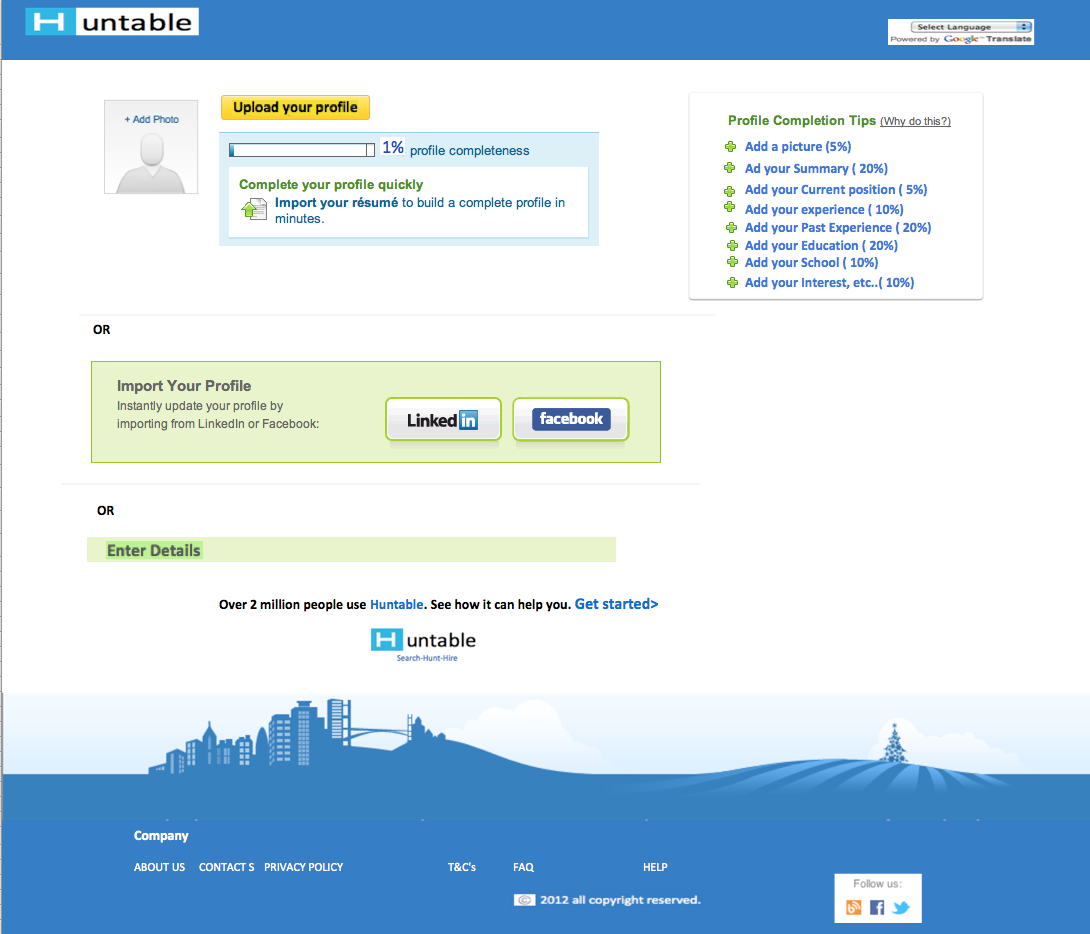 Huntable
Select Language
Powered by Google™ Translate
+ Add Photo
Upload your profile
1% profile completeness
Complete your profile quickly
Import your résumé to build a complete profile in
minutes.
Profile Completion Tips (Why do this?)
Add a picture (5%)
Ad your Summary ( 20%)
Add your Current position ( 5%)
Add your experience ( 10%)
Add your Past Experience ( 20%)
Add your Education ( 20%)
Add your School ( 10%)
Add your Interest, etc..( 10%)
OR
Import Your Profile
Instantly update your profile by
importing from LinkedIn or Facebook:
Linked in
facebook
OR
Enter Details
Over 2 million people use Huntable. See how it can help you. Get started>
Huntable
Search-Hunt-Hire
Company
ABOUT US CONTACT S PRIVACY POLICY T&C's FAQ HELP
© 2012 all copyright reserved.
Follow us: